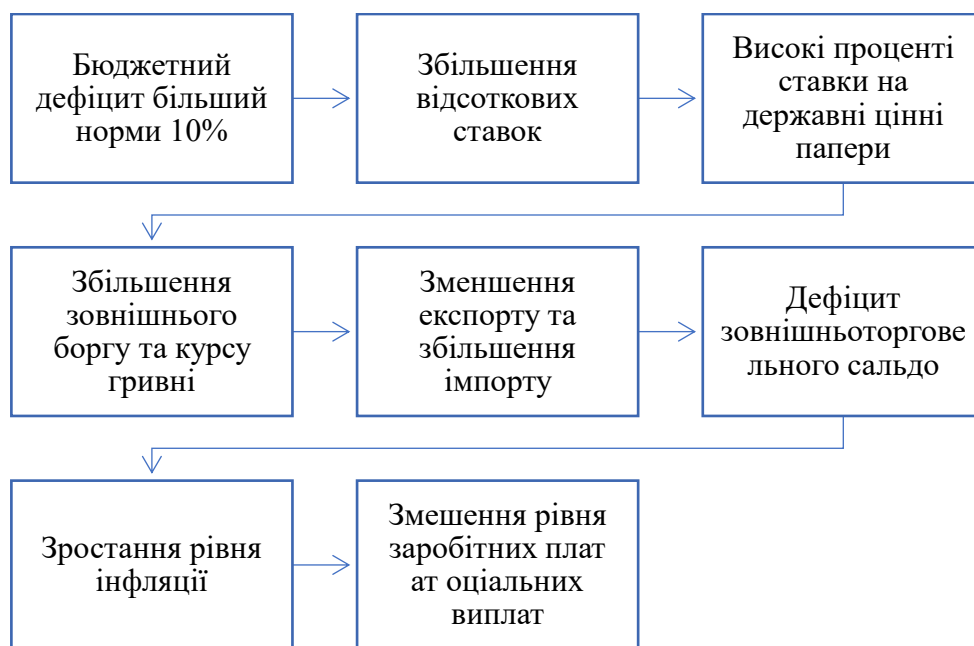 Бюджетний
дефіцит більший
норми 10%
Збільшення
відсоткових
ставок
Високі проценті
ставки на
державні цінні
папери
Збільшення
зовнішнього
боргу та курсу
гривні
Зменшення
експорту та
збільшення
імпорту
Дефіцит
зовнішньоторгове
льного сальдо
Зростання рівня
інфляції
Змешення рівня
заробітних плат
ат оціальних
виплат